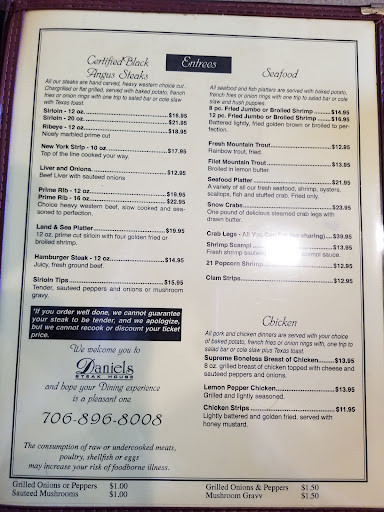 Entrees
Certified Black
Angus Steaks
All our steaks are hand carved, heavy western choice cut.
Chargrilled or flat grilled, served with baked potato, french
fries or onion rings with one trip to salad bar or cole slaw
with Texas toast.
Sirloin - 12 oz. $16.95
Sirloin - 20 oz. $21.95
Ribeye - 12 oz. $18.95
Nicely marbled prime cut
New York Strip - 10 oz. $17.95
Top of the line cooked your way.
Liver and Onions $12.95
Beef Liver with sauteed onions
Prime Rib - 12 oz. $19.95
Prime Rib - 16 oz. $22.95
Choice heavy western beef, slow cooked and sea-
soned to perfection.
Land & Sea Platter $19.95
12 oz. prime cut sirloin with four golden fried or
broiled shrimp.
Hamburger Steak - 12 oz. $14.95
Juicy, fresh ground beef.
Sirloin Tips $15.95
Tender, sauteed peppers and onions or mushroom
gravy.
"If you order well done, we cannot guarantee
your steak to be tender, and we apologize,
but we cannot recook or discount your ticket
price.
We welcome you to
Daniels
STEAK HOUSE
and hope your Dining experience
is a pleasant one.
706-896-8008
The consumption of raw or undercooked meats,
poultry, shellfish or eggs
may increase your risk of foodborne illness.
Seafood
All seafood and fish platters are served with baked potato,
french fries or onion rings with one trip to salad bar or cole
slaw and hush puppies
8 pc. Fried Jumbo or Broiled Shrimp $14.95
12 pc. Fried Jumbo or Broiled Shrimp $16.95
Battered lightly, fried golden brown or broiled to per-
fection.
Fresh Mountain Trout $12.95
Rainbow trout, fried.
Filet Mountain Trout $13.95
Broiled in lemon butter.
Seafood Platter $21.95
A variety of all our fresh seafood, shrimp, oysters,
scallops, fish and stuffed crab. Fried only.
Snow Crabs $23.95
One pound of delicious steamed crab legs with
drawn butter.
Crab Legs - All You Can sharing) $39.95
Shrimp Scampi $13.95
Fresh shrimp scampi sauce.
21 Popcorn Shrimp $12.95
Clam Strips $12.95
Chicken
All pork and chicken dinners are served with your choice
of baked potato, french fries or onion rings with, one trip to
salad bar or cole slaw plus Texas toast.
Supreme Boneless Breast of Chicken $13.95
8 oz. grilled breast of chicken topped with cheese and
sauteed peppers and onions.
Lemon Pepper Chicken $13.95
Grilled and lightly seasoned.
Chicken Strips $11.95
Lightly battered and golden fried, served with
honey mustard.
Grilled Onions or Peppers $1.00
Sauteed Mushrooms $1.00
Grilled Onions & Peppers $1.50
Mushroom Gravy $1.50